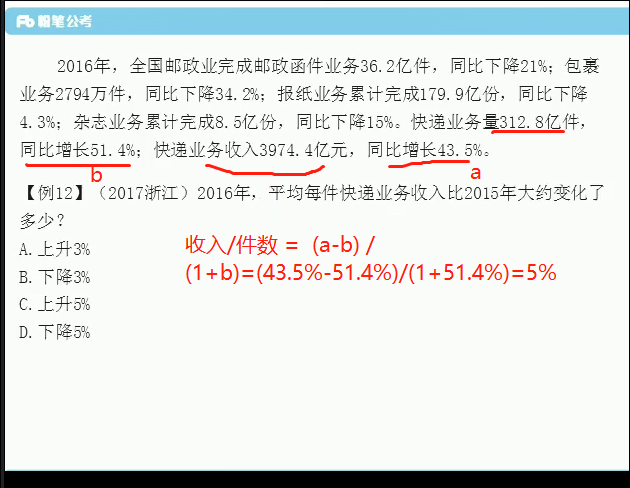 粉笔公考
2016年，全国邮政业完成邮政函件业务36.2亿件，同比下降21%；包裹
业务2794万件，同比下降34.2%；报纸业务累计完成179.9亿份，同比下降
4.3%；杂志业务累计完成8.5亿份，同比下降15%。快递业务量312.8亿件，
同比增长51.4%；快递业务收入3974.4亿元，同比增长43.5%。
b
a
【例12】（2017浙江）2016年，平均每件快递业务收入比2015年大约变化了
多少？
A.上升3%
B.下降3%
C.上升5%
D.下降5%
收入/件数 = (a-b) /
(1+b)=(43.5%-51.4%)/(1+51.4%)=5%